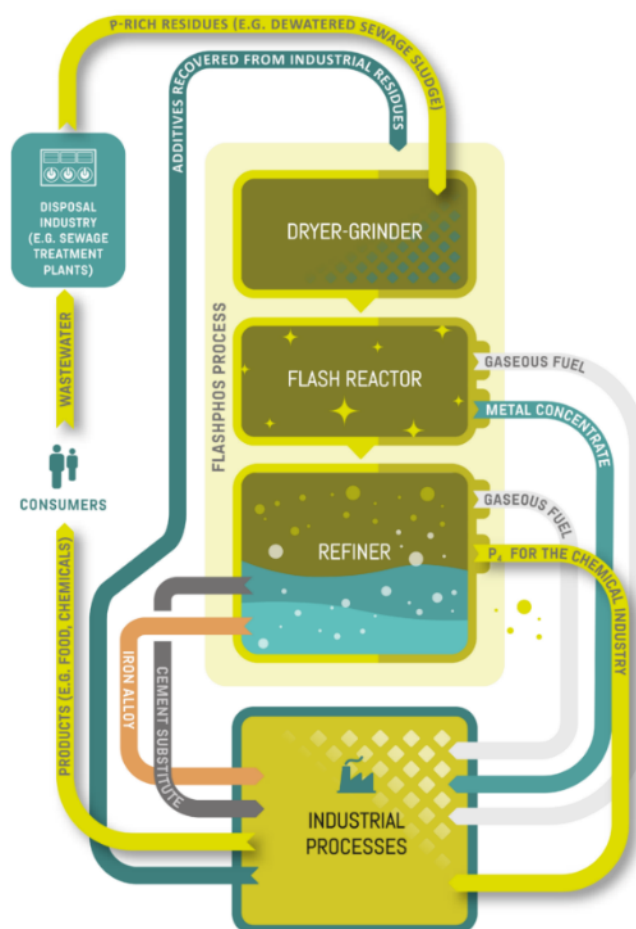 P-RICH RESIDUES (E.G. DEWATERED SEWAGE SLUDGE)
ADDITIVES RECOVERED FROM INDUSTRIAL RESIDUES
DISPOSAL
INDUSTRY
(E.G. SEWAGE
TREATMENT
PLANTS)
WASTEWATER
CONSUMERS
PRODUCTS (E.G. FOOD, CHEMICALS)
FLASHPHOS PROCESS
DRYER-GRINDER
FLASH REACTOR
GASEOUS FUEL
METAL CONCENTRATE
REFINER
GASEOUS FUEL
P₄ FOR THE CHEMICAL INDUSTRY
IRON ALLOY
CEMENT SUBSTITUTE
INDUSTRIAL
PROCESSES